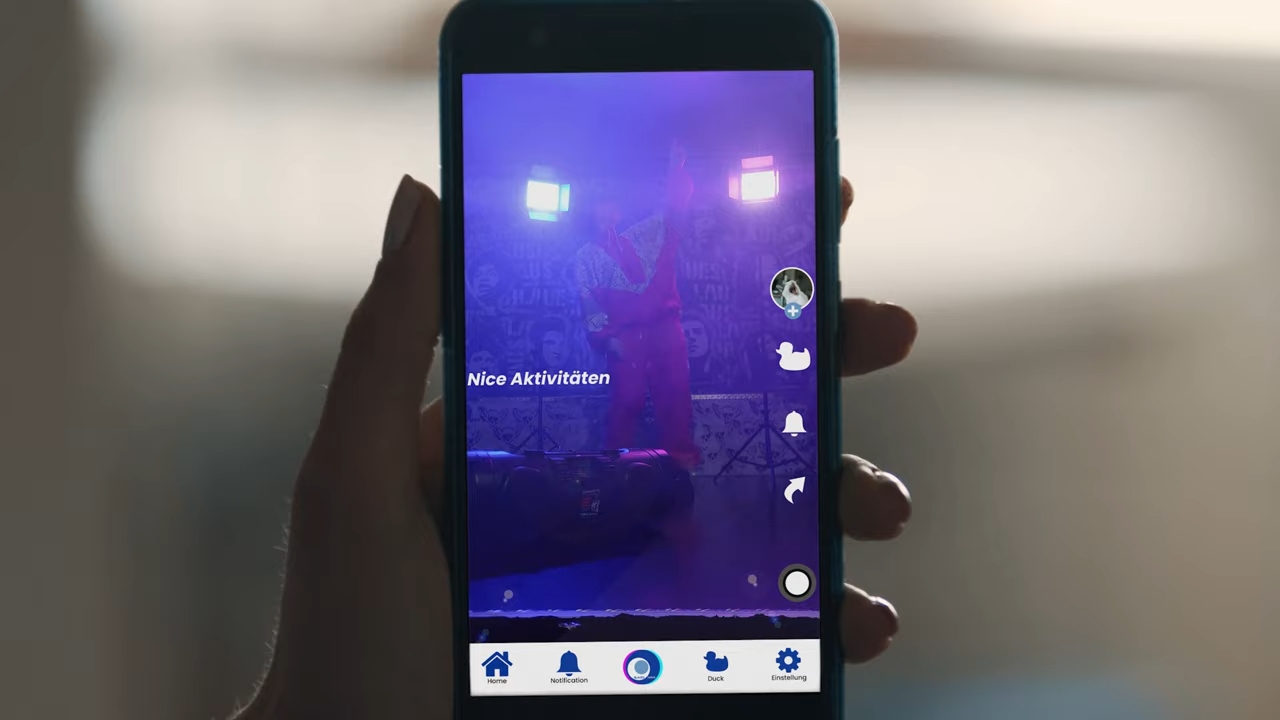 Nice Aktivitäten
Home
Notification
Duck
Einstellung